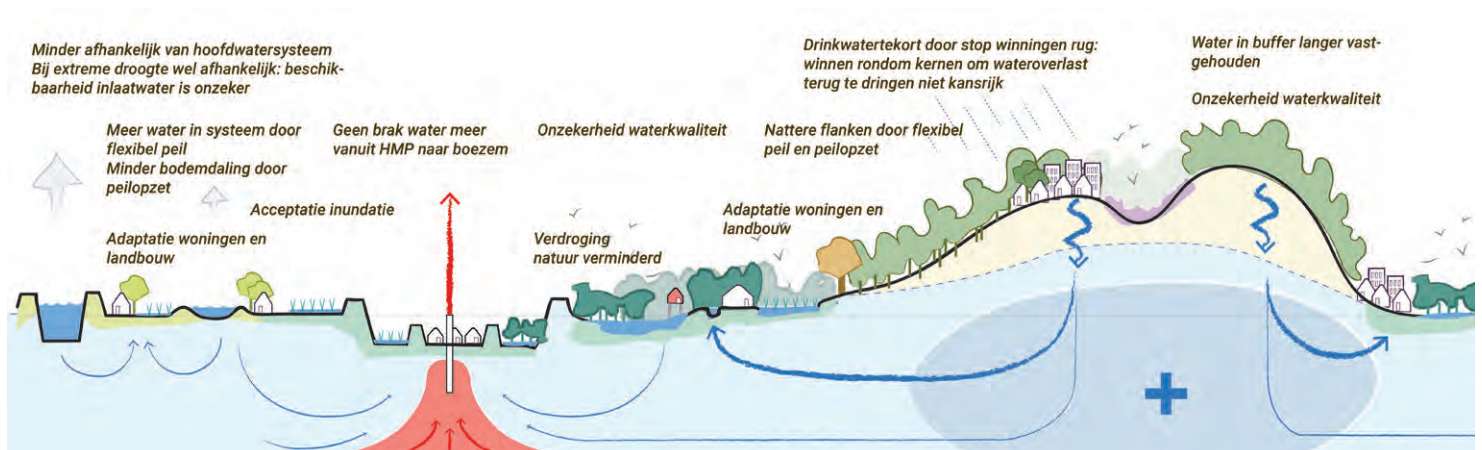 Minder afhankelijk van hoofdwatersysteem
Bij extreme droogte wel afhankelijk: beschik-
baarheid inlaatwater is onzeker
Meer water in systeem door
flexibel peil
Minder bodemdaling door
peilopzet
Geen brak water meer
vanuit HMP naar boezem
Acceptatie inundatie
Adaptatie woningen en
landbouw
Onzekerheid waterkwaliteit
Verdroging
natuur verminderd
Drinkwatertekort door stop winningen rug:
winnen rondom kernen om wateroverlast
terug te dringen niet kansrijk
Nattere flanken door flexibel
peil en peilopzet
Adaptatie woningen en
landbouw
Water in buffer langer vast-
gehouden
Onzekerheid waterkwaliteit
+